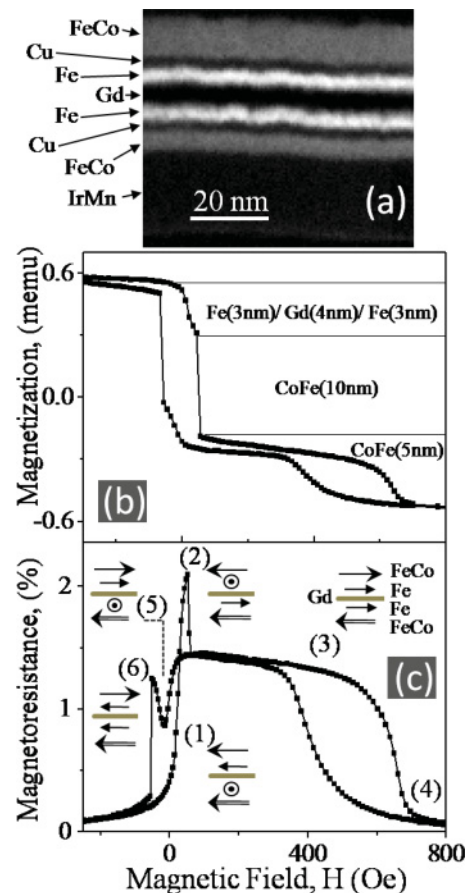 FeCo
Cu
Fe
Gd
Fe
Cu
FeCo
IrMn
20 nm
(a)
Magnetization, (memu)
0.6
0.0
-0.6
Fe(3nm)/ Gd(4nm)/ Fe(3nm)
CoFe(10nm)
CoFe(5nm)
(b)
Magnetoresistance, (%)
2
1
0
(2)
(5)
(6)
(1)
(3)
(4)
Gd
FeCo
Fe
Fe
FeCo
(c)
0
400
800
Magnetic Field, H (Oe)